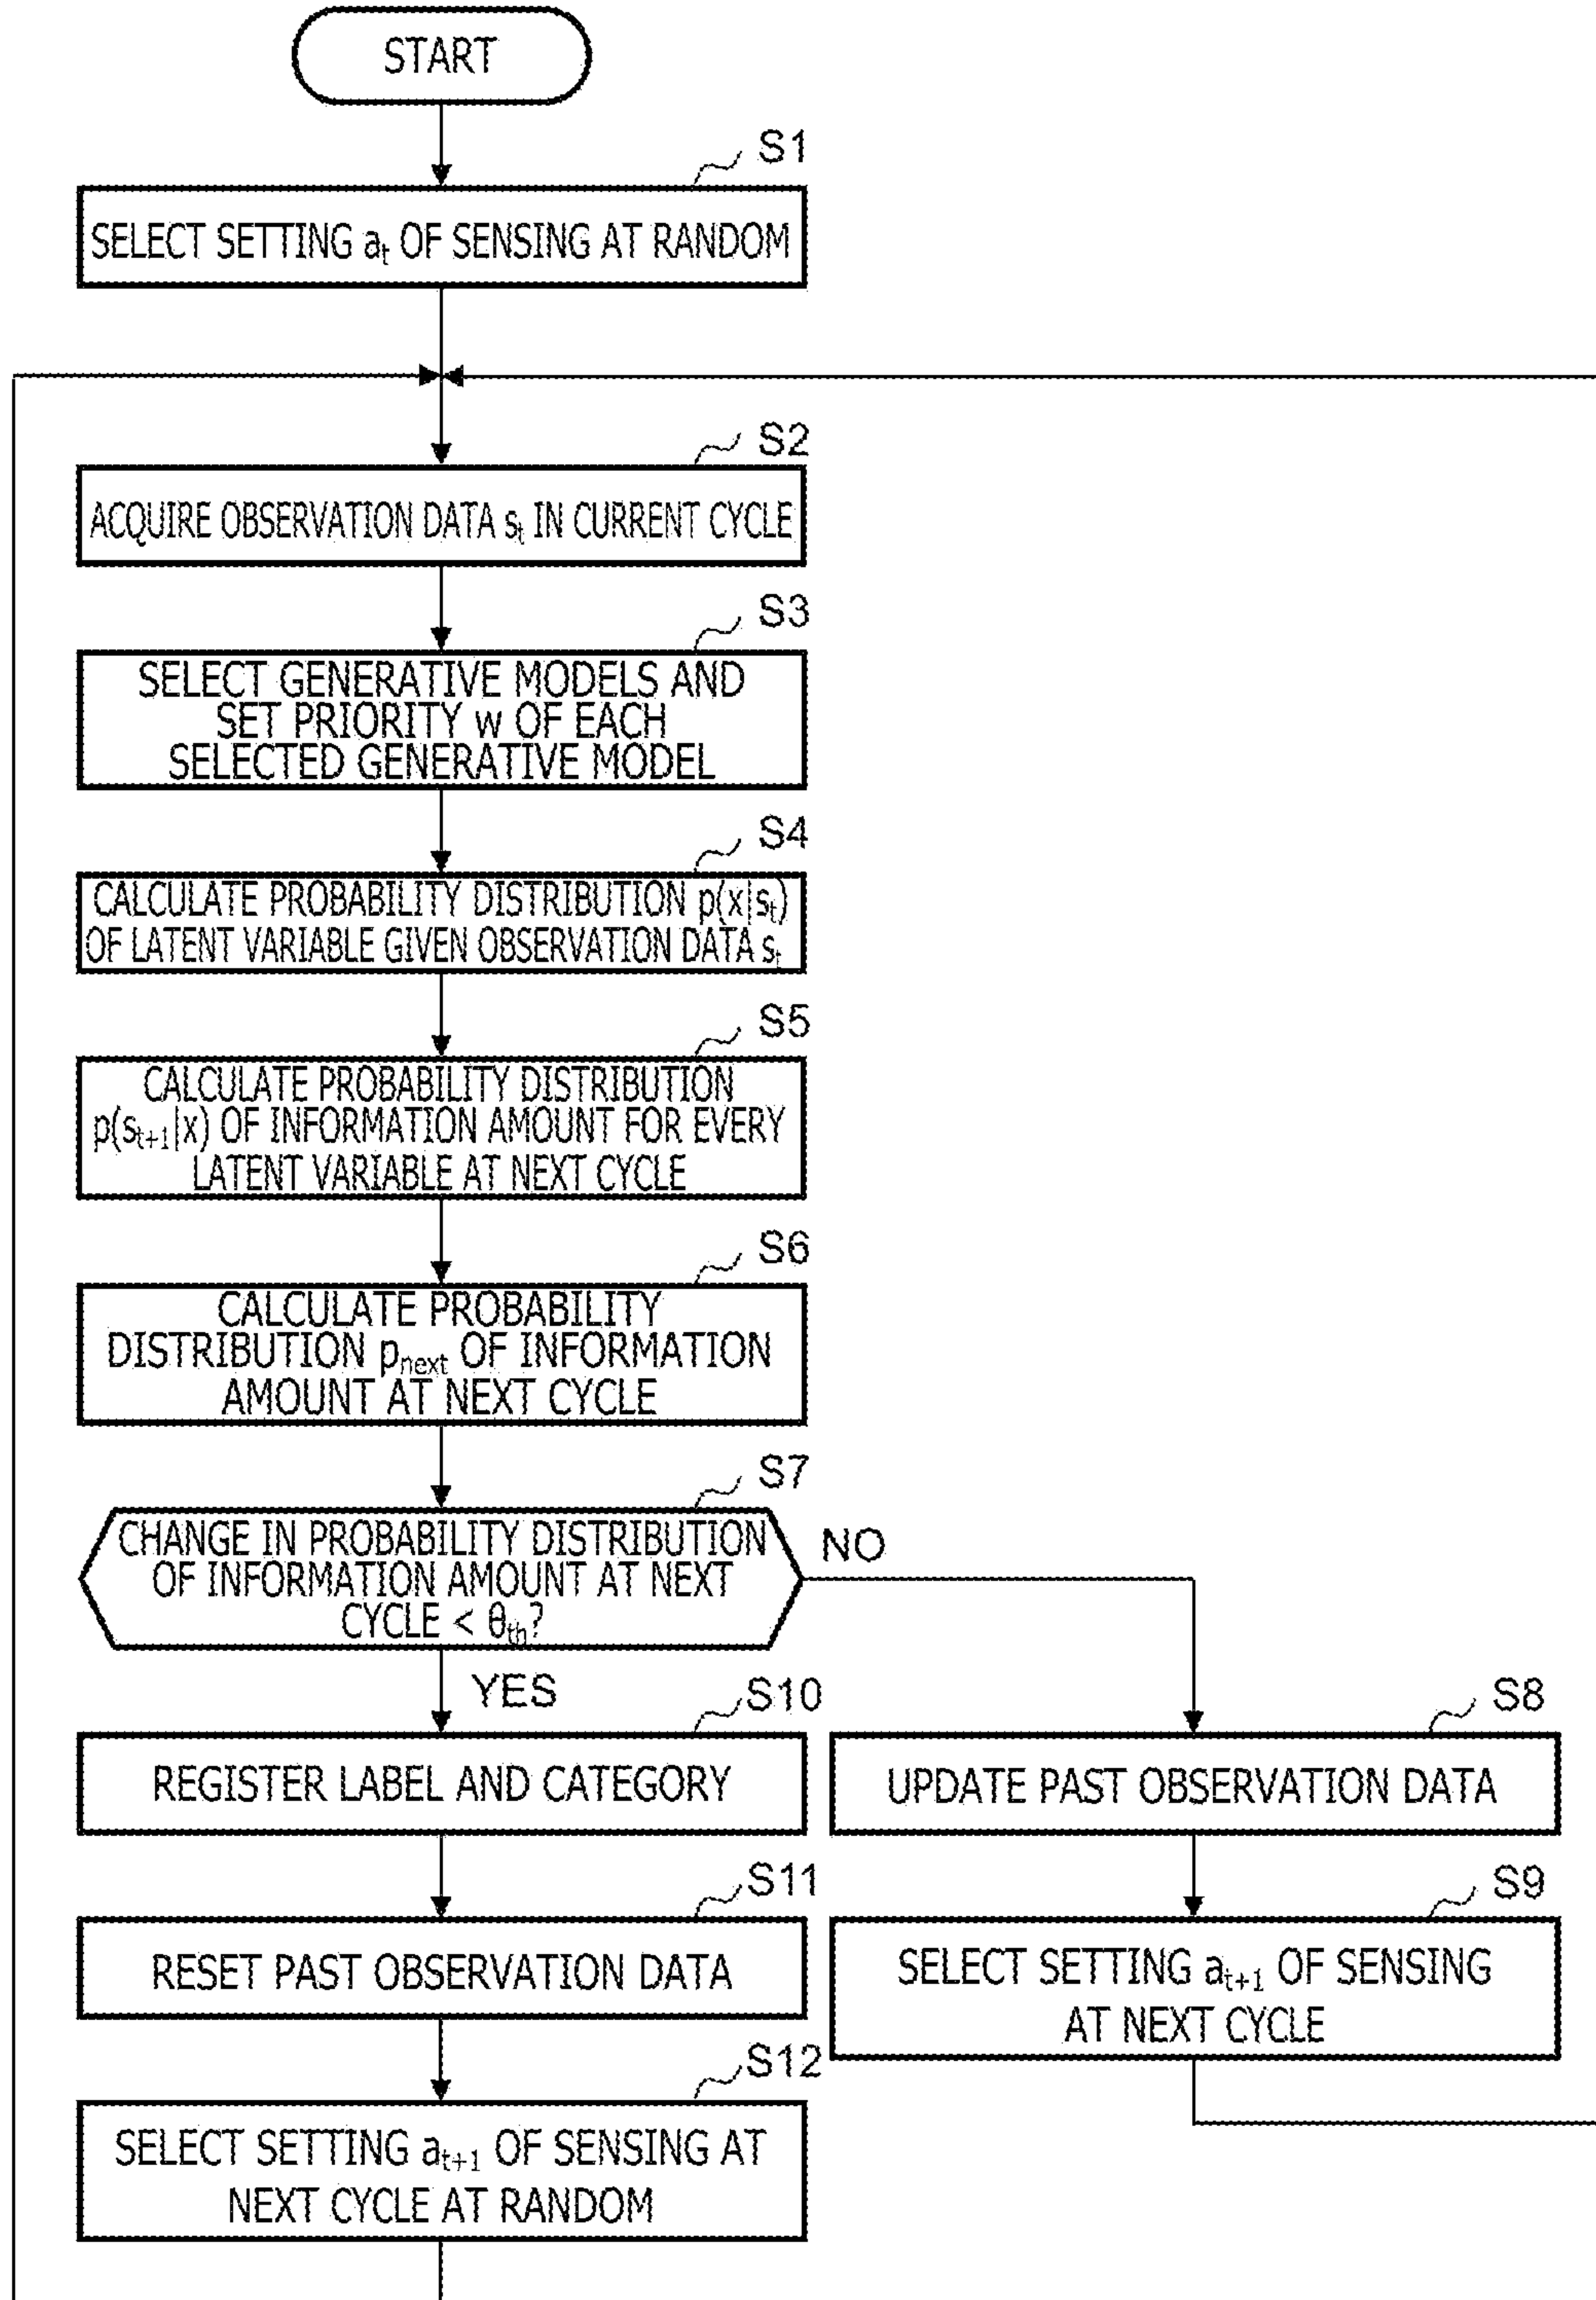 START
S1
SELECT SETTING aₜ OF SENSING AT RANDOM
S2
ACQUIRE OBSERVATION DATA sₜ IN CURRENT CYCLE
S3
SELECT GENERATIVE MODELS AND
SET PRIORITY w OF EACH
SELECTED GENERATIVE MODEL
S4
CALCULATE PROBABILITY DISTRIBUTION p(x|sₜ)
OF LATENT VARIABLE GIVEN OBSERVATION DATA sₜ
S5
CALCULATE PROBABILITY DISTRIBUTION
p(sₜ₊₁|x) OF INFORMATION AMOUNT FOR EVERY
LATENT VARIABLE AT NEXT CYCLE
S6
CALCULATE PROBABILITY
DISTRIBUTION pₙₑₓₜ OF INFORMATION
AMOUNT AT NEXT CYCLE
S7
CHANGE IN PROBABILITY DISTRIBUTION
OF INFORMATION AMOUNT AT NEXT
CYCLE < θₜₕ?
NO
YES
S10
REGISTER LABEL AND CATEGORY
S8
UPDATE PAST OBSERVATION DATA
S11
RESET PAST OBSERVATION DATA
S9
SELECT SETTING aₜ₊₁ OF SENSING
AT NEXT CYCLE
S12
SELECT SETTING aₜ₊₁ OF SENSING AT
NEXT CYCLE AT RANDOM